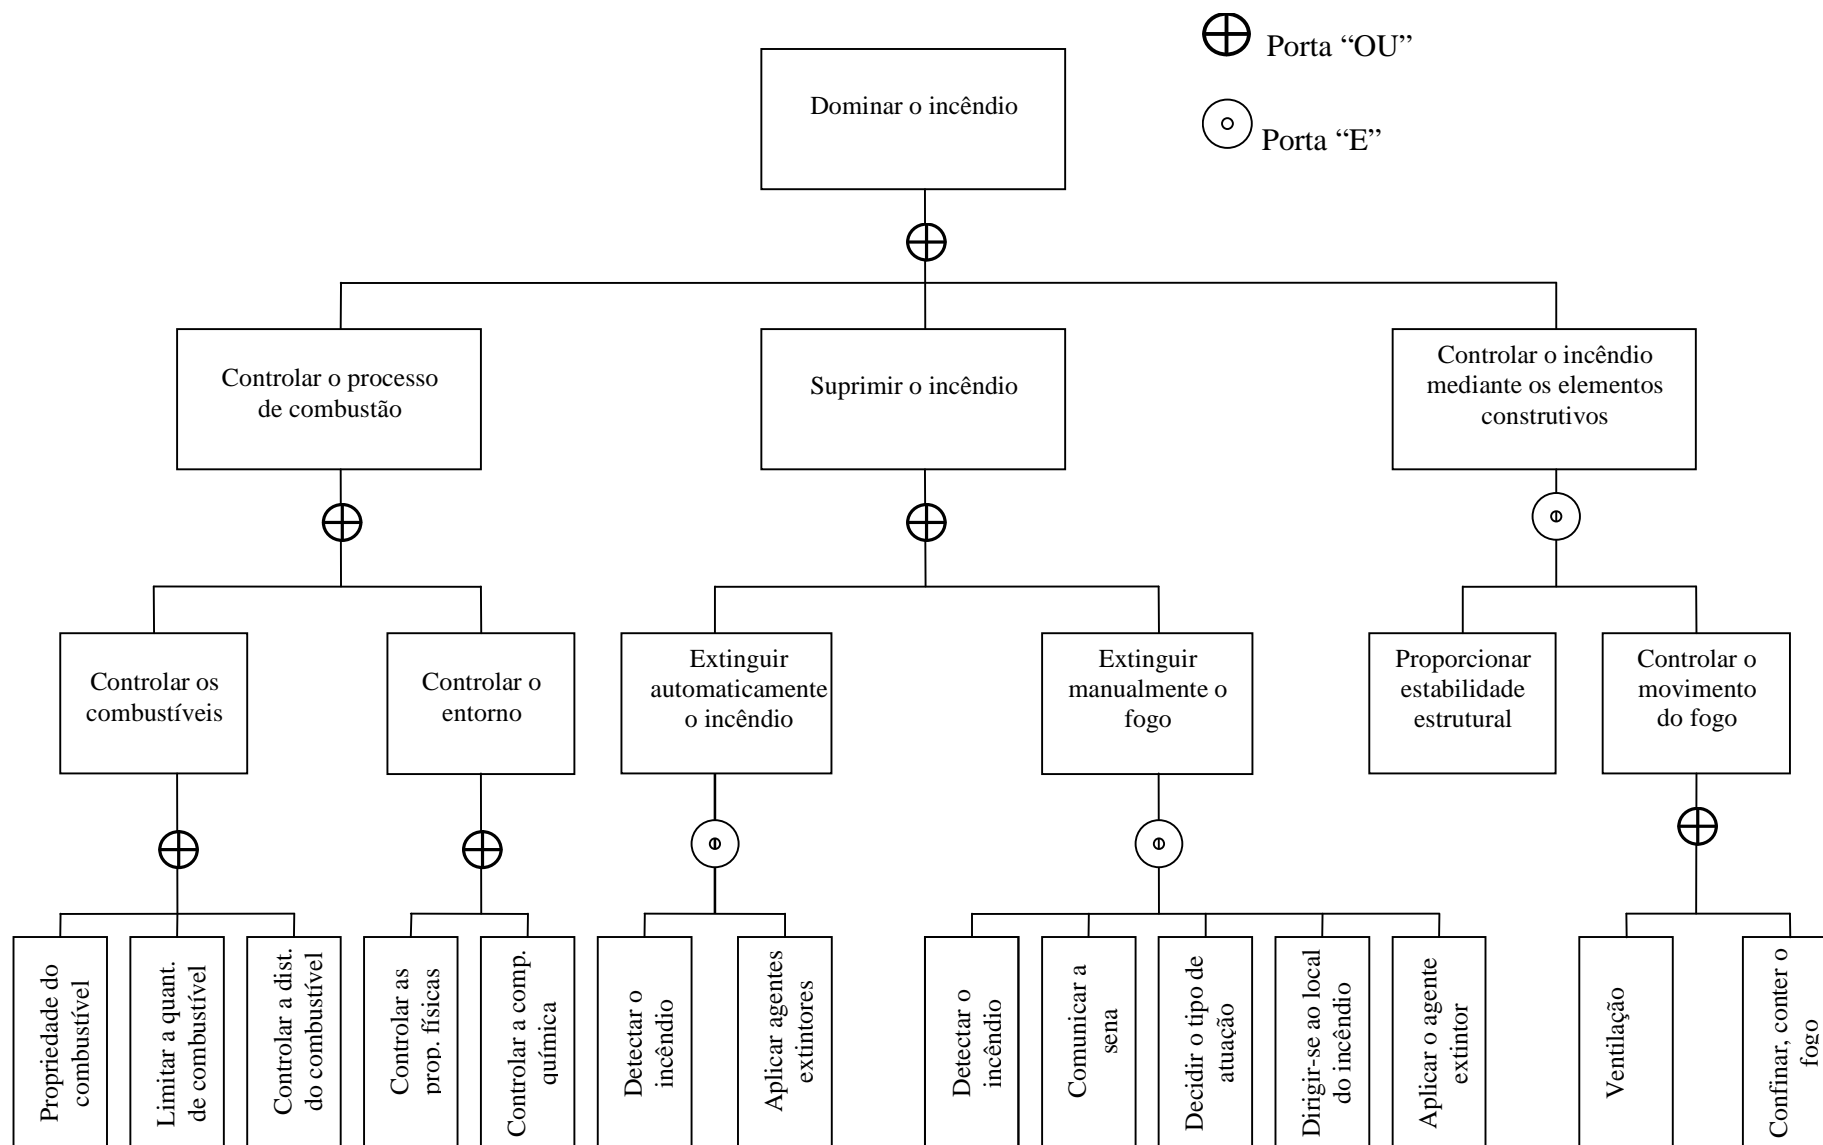 Porta “OU”
Dominar o incêndio
Porta “E”
Controlar o processo
de combustão
Suprimir o incêndio
Controlar o incêndio
mediante os elementos
construtivos
Controlar os
combustíveis
Controlar o
entorno
Extinguir
automaticamente
o incêndio
Extinguir
manualmente o
fogo
Proporcionar
estabilidade
estrutural
Controlar o
movimento
do fogo
Propriedade do
combustível
Limitar a quant.
de combustível
Controlar a dist.
do combustível
Controlar as
prop. físicas
Controlar a comp.
química
Detectar o
incêndio
Aplicar agentes
extintores
Detectar o
incêndio
Comunicar a
sena
Decidir o tipo de
atuação
Dirigir-se ao local
do incêndio
Aplicar o agente
extintor
Ventilação
Confinar, conter o
fogo